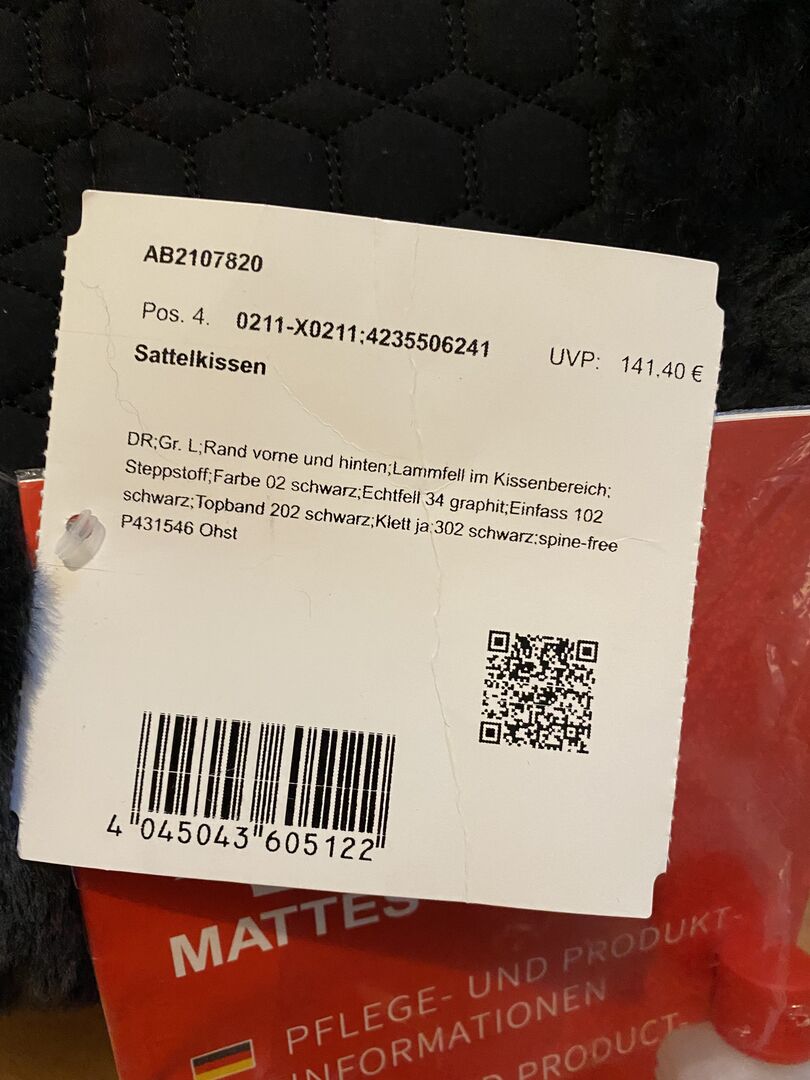 AB2107820
Pos. 4. 0211-X0211;4235506241 UVP: 141,40 €
Sattelkissen
DR;Gr. L;Rand vorne und hinten;Lammfell im Kissenbereich;
Steppstoff;Farbe 02 schwarz;Echtfell 34 graphit;Einfass 102
schwarz;Topband 202 schwarz;Klett ja 302 schwarz;spine-free
P431546 Ohst
4 045043 605122
MATTES
PFLEGE- UND PRODUKT-
INFORMATIONEN
PRODUCT-